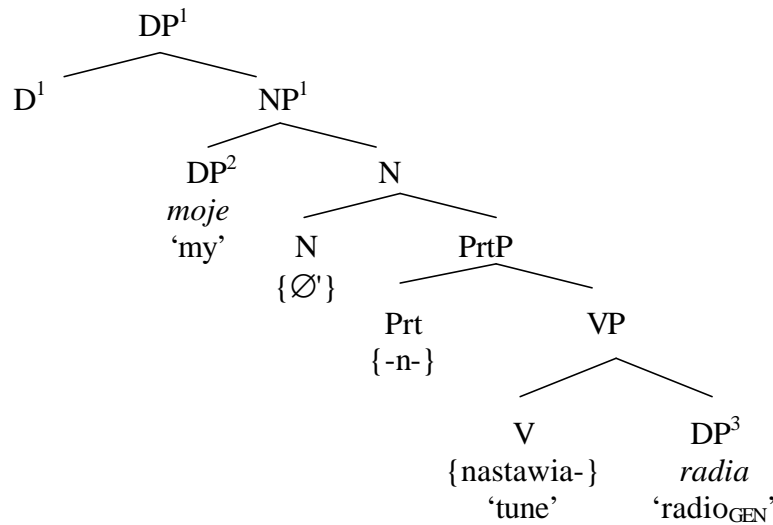 DP¹
D¹ NP¹
DP² N
moje
‘my’ N PrtP
{∅'}
Prt VP
{-n-}
V DP³
{nastawia-} radia
‘tune’ ‘radioGEN’